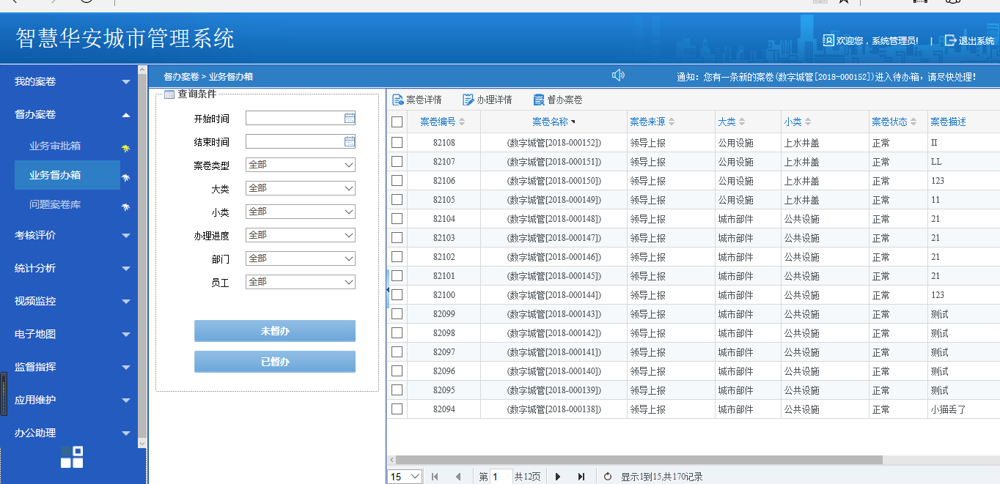 智慧华安城市管理系统
欢迎您，系统管理员! | 退出系统
督办案卷 > 业务督办箱
通知：您有一条新的案卷(数字城管[2018-000152])进入待办箱，请尽快处理！
我的案卷
督办案卷
业务审批箱
业务督办箱
问题案卷库
考核评价
统计分析
视频监控
电子地图
监督指挥
应用维护
办公助理
查询条件
开始时间
结束时间
案卷类型 全部
大类 全部
小类 全部
办理进度 全部
部门 全部
员工 全部
未督办
已督办
案卷详情 办理详情 督办案卷
案卷编号 案卷名称 案卷来源 大类 小类 案卷状态 案卷描述
82108 (数字城管[2018-000152]) 领导上报 公用设施 上水井盖 正常 II
82107 (数字城管[2018-000151]) 领导上报 公用设施 上水井盖 正常 LL
82106 (数字城管[2018-000150]) 领导上报 公用设施 上水井盖 正常 123
82105 (数字城管[2018-000149]) 领导上报 公用设施 上水井盖 正常 11
82104 (数字城管[2018-000148]) 领导上报 城市部件 公共设施 正常 21
82103 (数字城管[2018-000147]) 领导上报 城市部件 公共设施 正常 21
82102 (数字城管[2018-000146]) 领导上报 城市部件 公共设施 正常 21
82101 (数字城管[2018-000145]) 领导上报 城市部件 公共设施 正常 21
82100 (数字城管[2018-000144]) 领导上报 城市部件 公共设施 正常 123
82099 (数字城管[2018-000143]) 领导上报 城市部件 公共设施 正常 测试
82098 (数字城管[2018-000142]) 领导上报 城市部件 公共设施 正常 测试
82097 (数字城管[2018-000141]) 领导上报 城市部件 公共设施 正常 测试
82096 (数字城管[2018-000140]) 领导上报 城市部件 公共设施 正常 测试
82095 (数字城管[2018-000139]) 领导上报 城市部件 公共设施 正常 测试
82094 (数字城管[2018-000138]) 领导上报 城市部件 公共设施 正常 小猫丢了
15 第 1 共12页 显示1到15,共170记录